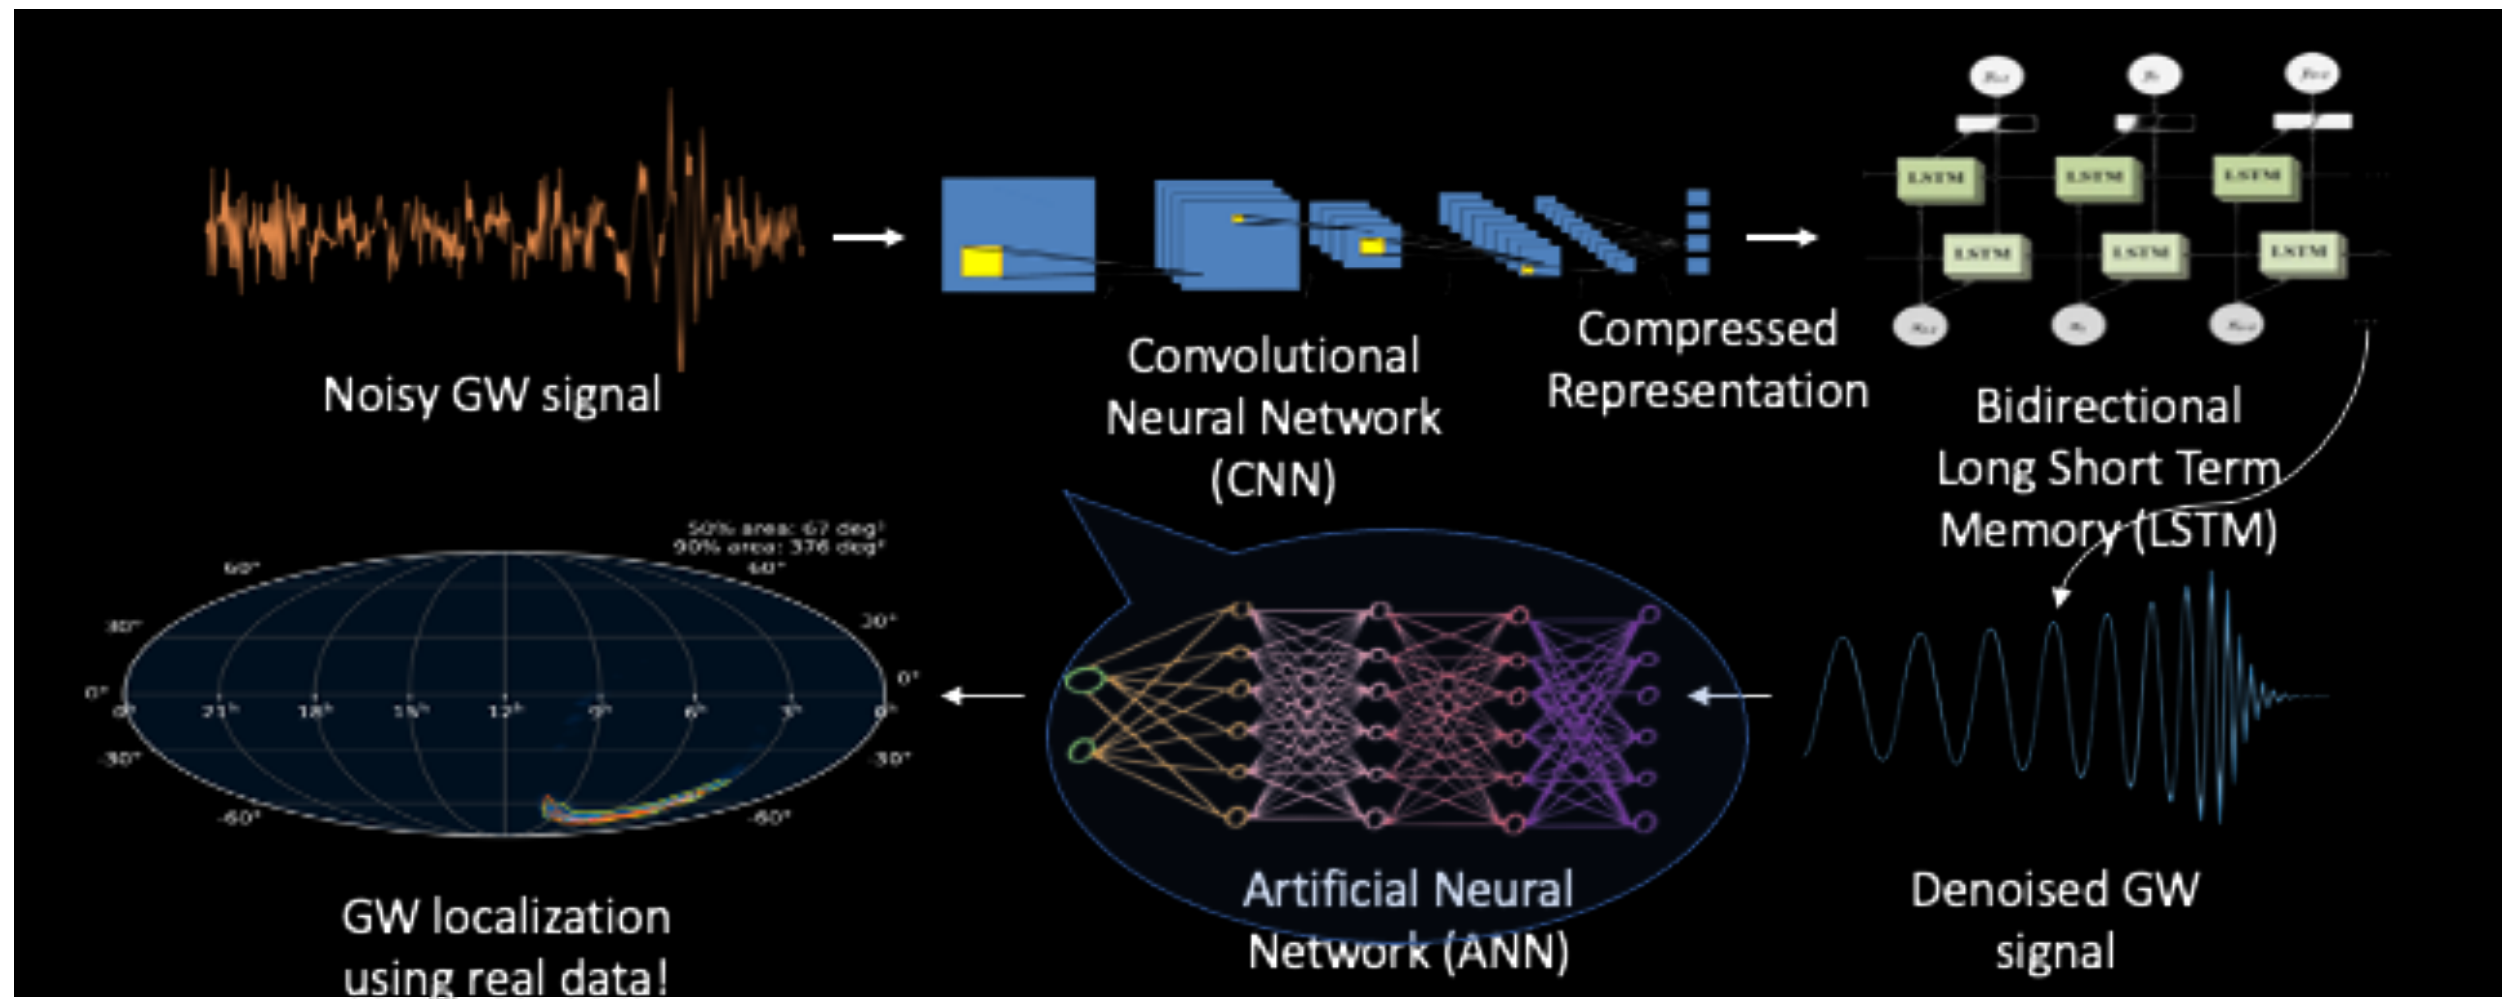 Noisy GW signal
Convolutional
Neural Network
(CNN)
Compressed
Representation
LSTM
LSTM
LSTM
LSTM
LSTM
LSTM
Bidirectional
Long Short Term
Memory (LSTM)
50% area: 67 deg²
90% area: 376 deg²
60° 60°
30° 30°
0° 0°
0ʰ 21ʰ 18ʰ 15ʰ 12ʰ 9ʰ 6ʰ 3ʰ 0ʰ
-30° -30°
-60° -60°
GW localization
using real data!
Artificial Neural
Network (ANN)
Denoised GW
signal